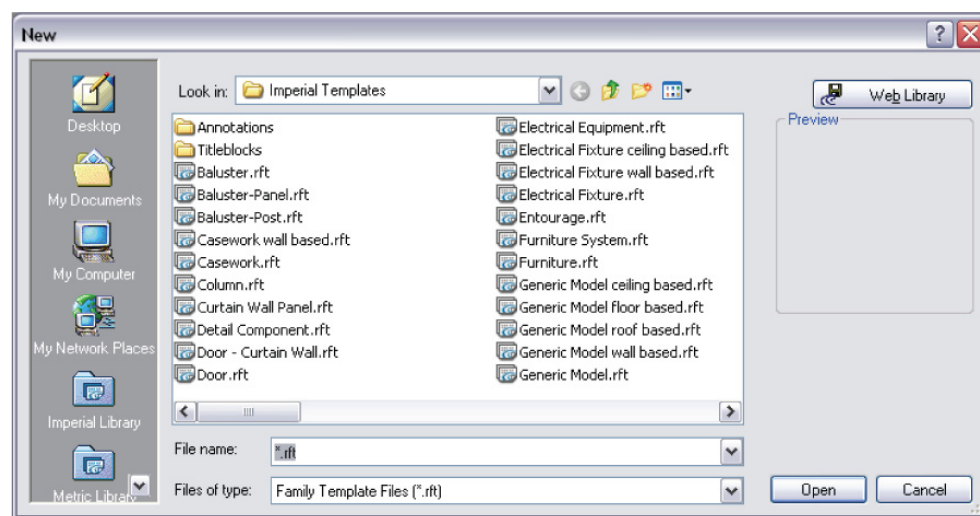 New
Desktop
My Documents
My Computer
My Network Places
Imperial Library
Metric Library
Look in: Imperial Templates
Annotations
Titleblocks
Baluster.rft
Baluster-Panel.rft
Baluster-Post.rft
Casework wall based.rft
Casework.rft
Column.rft
Curtain Wall Panel.rft
Detail Component.rft
Door - Curtain Wall.rft
Door.rft
Electrical Equipment.rft
Electrical Fixture ceiling based.rft
Electrical Fixture wall based.rft
Electrical Fixture.rft
Entourage.rft
Furniture System.rft
Furniture.rft
Generic Model ceiling based.rft
Generic Model floor based.rft
Generic Model roof based.rft
Generic Model wall based.rft
Generic Model.rft
File name: *.rft
Files of type: Family Template Files (*.rft)
Web Library
Preview
Open
Cancel